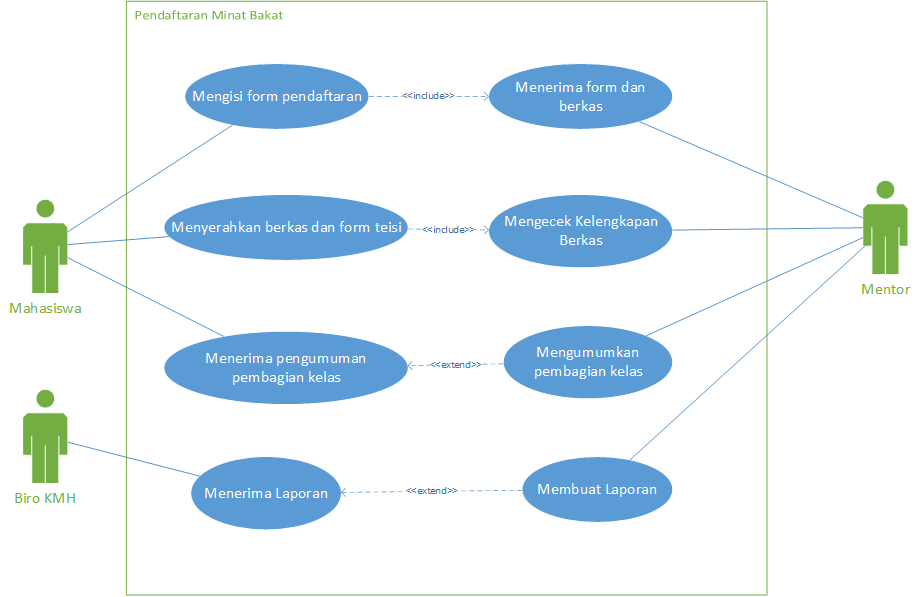 Pendaftaran Minat Bakat
Mengisi form pendaftaran
<<include>>
Menerima form dan
berkas
Menyerahkan berkas dan form teisi
<<include>>
Mengecek Kelengkapan
Berkas
Mahasiswa
Mentor
Menerima pengumuman
pembagian kelas
<<extend>>
Mengumumkan
pembagian kelas
Biro KMH
Menerima Laporan
<<extend>>
Membuat Laporan